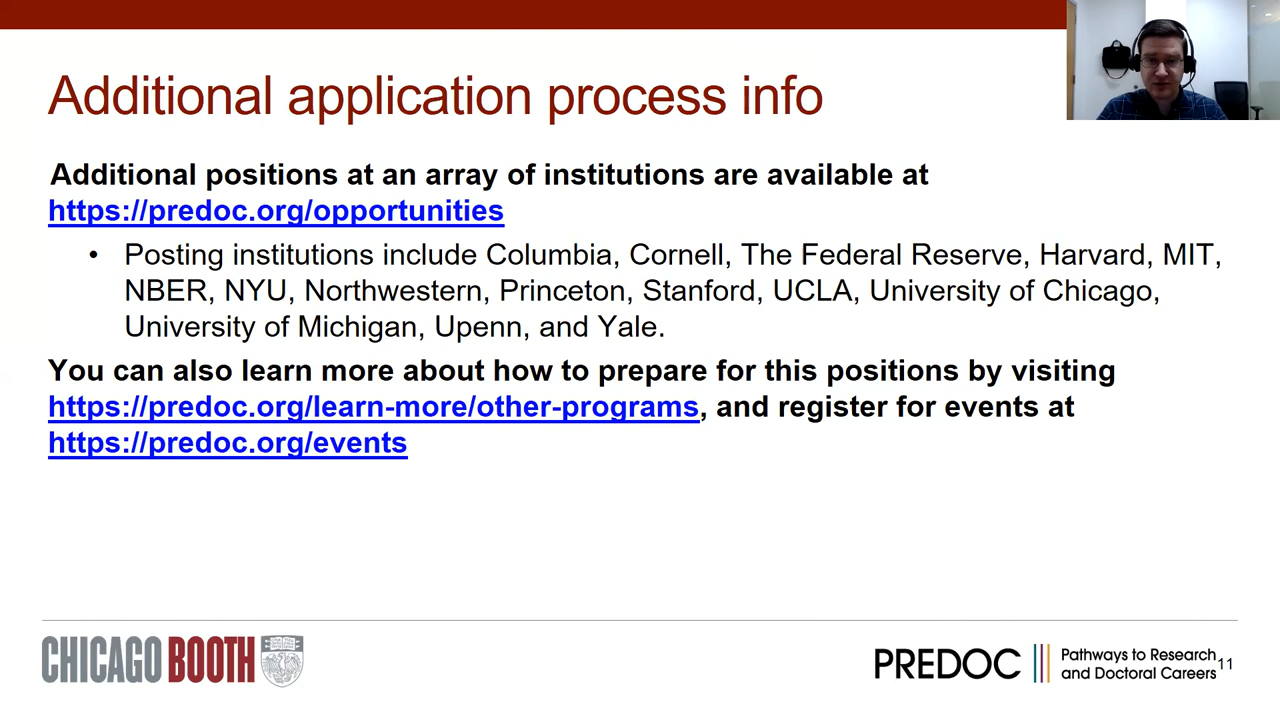 Additional application process info
Additional positions at an array of institutions are available at
https://predoc.org/opportunities
• Posting institutions include Columbia, Cornell, The Federal Reserve, Harvard, MIT,
NBER, NYU, Northwestern, Princeton, Stanford, UCLA, University of Chicago,
University of Michigan, Upenn, and Yale.
You can also learn more about how to prepare for this positions by visiting
https://predoc.org/learn-more/other-programs, and register for events at
https://predoc.org/events
CHICAGO BOOTH
PREDOC
Pathways to Research
and Doctoral Careers
11